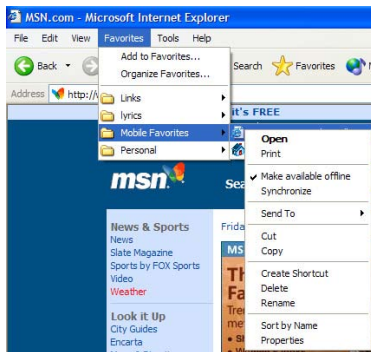 MSN.com - Microsoft Internet Explorer
File Edit View Favorites Tools Help
Back Search Favorites
Add to Favorites...
Organize Favorites...
Address http://
Links
lyrics
Mobile Favorites
Personal
it's FREE
Open
Print
Make available offline
Synchronize
Send To
Cut
Copy
Create Shortcut
Delete
Rename
Sort by Name
Properties
msn
Sea
News & Sports
News
Slate Magazine
Sports by FOX Sports
Video
Weather
Look it Up
City Guides
Encarta
Frida
MS
Th
Fa
Tre
me